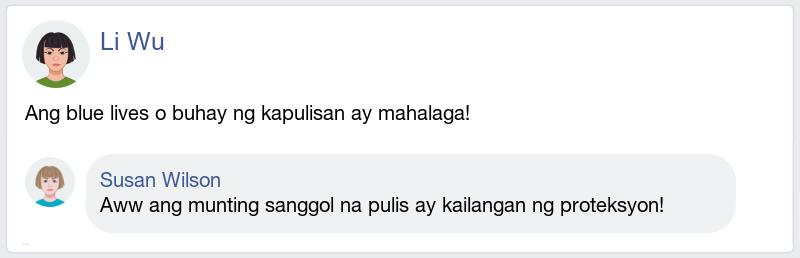 Li Wu
Ang blue lives o buhay ng kapulisan ay mahalaga!
Susan Wilson
Aww ang munting sanggol na pulis ay kailangan ng proteksyon!